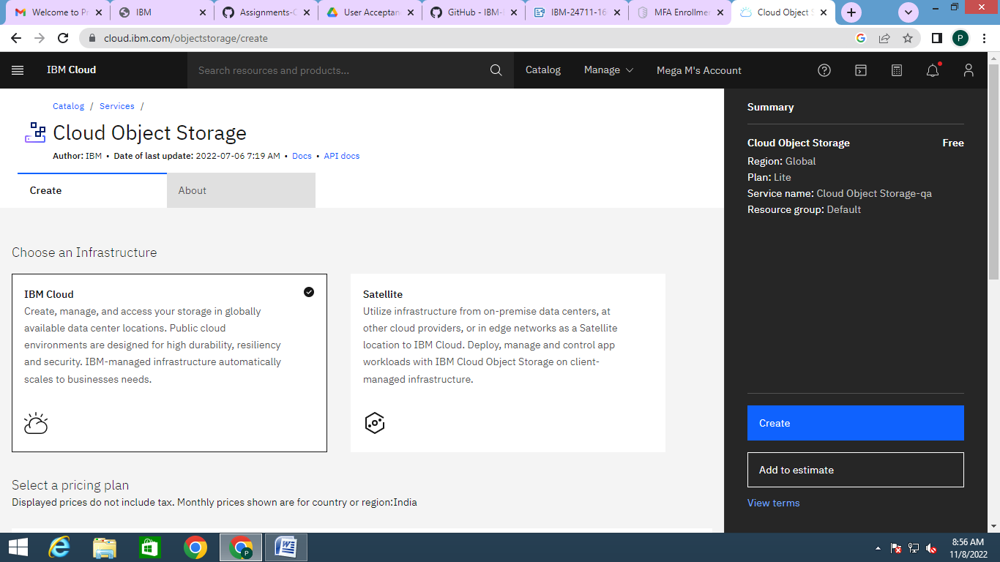 Welcome to Pr
IBM
Assignments-C
User Acceptan
GitHub - IBM-
IBM-24711-16
MFA Enrollmen
Cloud Object S
cloud.ibm.com/objectstorage/create
P
IBM Cloud
Search resources and products...
Catalog
Manage
Mega M's Account
Catalog / Services /
Cloud Object Storage
Author: IBM • Date of last update: 2022-07-06 7:19 AM • Docs • API docs
Create
About
Choose an Infrastructure
IBM Cloud
Create, manage, and access your storage in globally
available data center locations. Public cloud
environments are designed for high durability, resiliency
and security. IBM-managed infrastructure automatically
scales to businesses needs.
Satellite
Utilize infrastructure from on-premise data centers, at
other cloud providers, or in edge networks as a Satellite
location to IBM Cloud. Deploy, manage and control app
workloads with IBM Cloud Object Storage on client-
managed infrastructure.
Select a pricing plan
Displayed prices do not include tax. Monthly prices shown are for country or region:India
Summary
Cloud Object Storage Free
Region: Global
Plan: Lite
Service name: Cloud Object Storage-qa
Resource group: Default
Create
Add to estimate
View terms
P
8:56 AM
11/8/2022